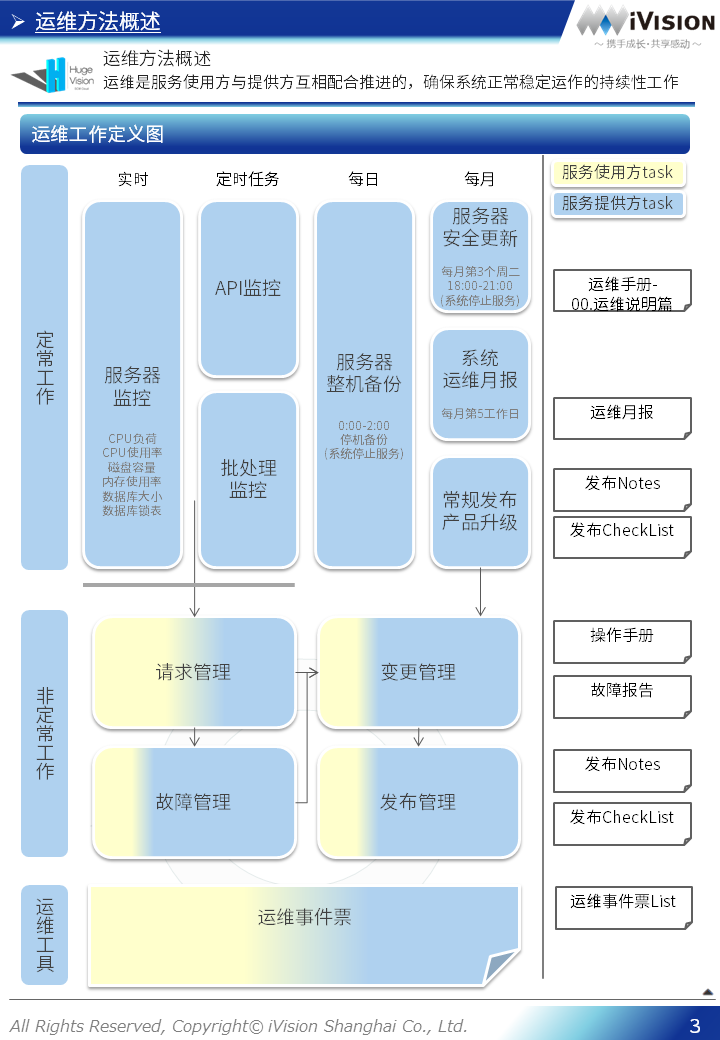 运维方法概述
iVISION
～ 携手成长·共享感动 ～
Huge
Vision
运维方法概述
运维是服务使用方与提供方互相配合推进的，确保系统正常稳定运作的持续性工作
运维工作定义图
实时
定时任务
每日
每月
服务使用方task
服务提供方task
定常工作
服务器
监控
CPU负荷
CPU使用率
磁盘容量
内存使用率
数据库大小
数据库锁表
API监控
批处理
监控
服务器
整机备份
0:00-2:00
停机备份
(系统停止服务)
服务器
安全更新
每月第3个周二
18:00-21:00
(系统停止服务)
系统
运维月报
每月第5工作日
常规发布
产品升级
运维手册-
00.运维说明篇
运维月报
发布Notes
发布CheckList
非定常工作
请求管理
变更管理
故障管理
发布管理
操作手册
故障报告
发布Notes
发布CheckList
运维工具
运维事件票
运维事件票List
All Rights Reserved, Copyright© iVision Shanghai Co., Ltd.
3